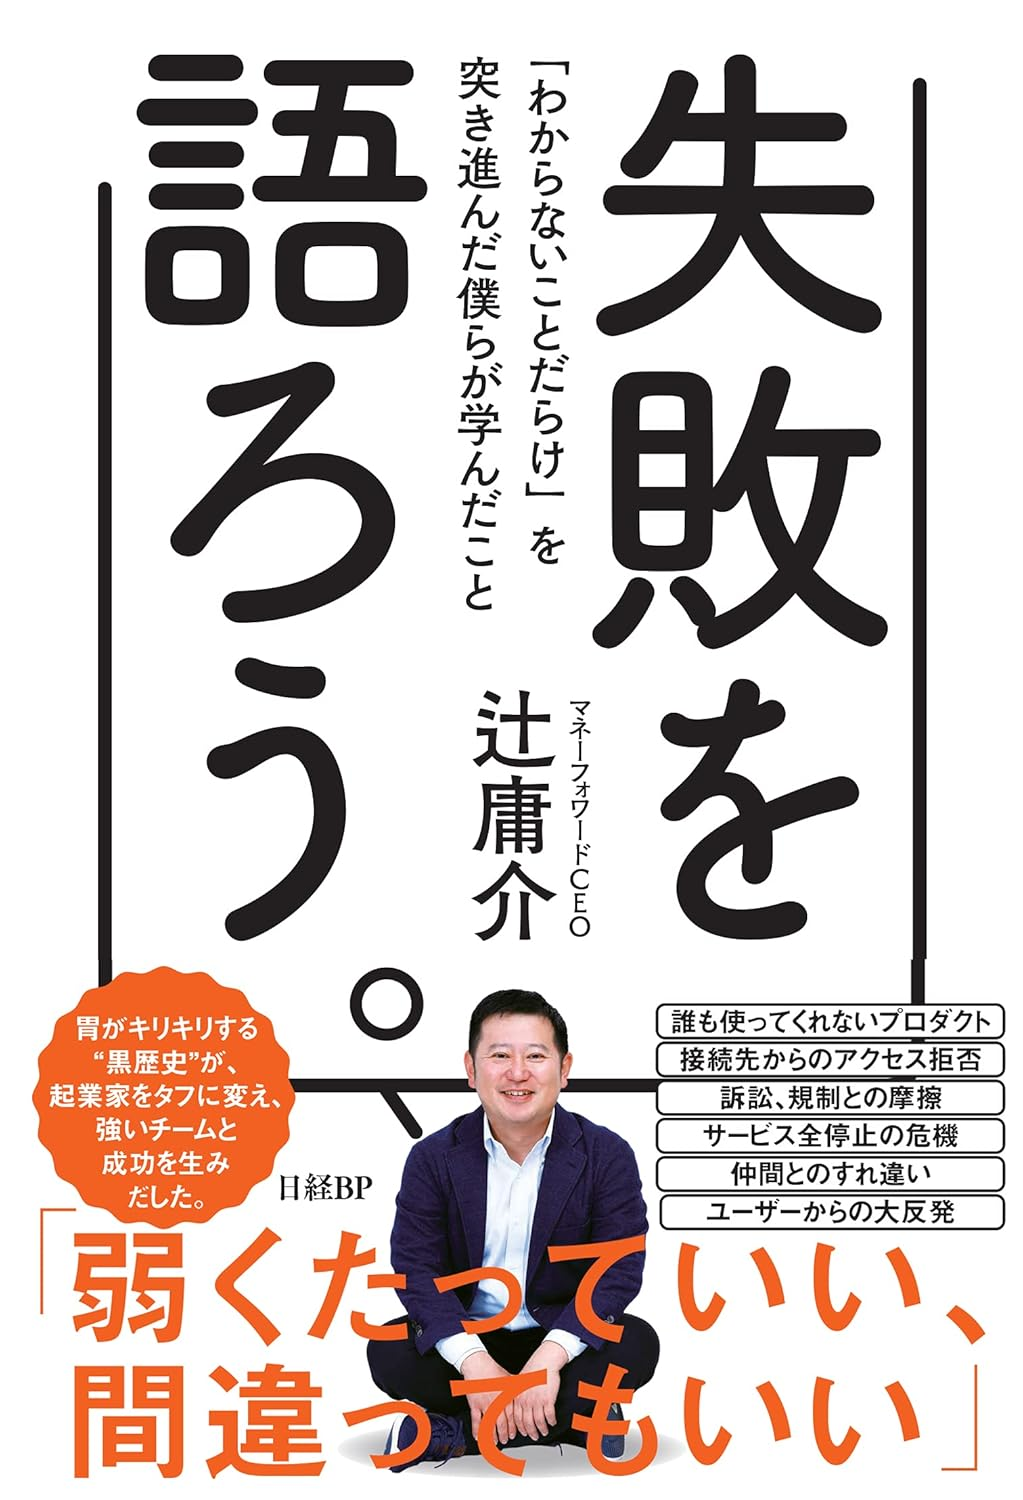 失敗を
語ろう。
「わからないことだらけ」を
突き進んだ僕らが学んだこと
マネーフォワードCEO
辻庸介
胃がキリキリする
“黒歴史”が、
起業家をタフに変え、
強いチームと
成功を生み
だした。
日経BP
誰も使ってくれないプロダクト
接続先からのアクセス拒否
訴訟、規制との摩擦
サービス全停止の危機
仲間とのすれ違い
ユーザーからの大反発
「弱くたっていい、
間違ってもいい」